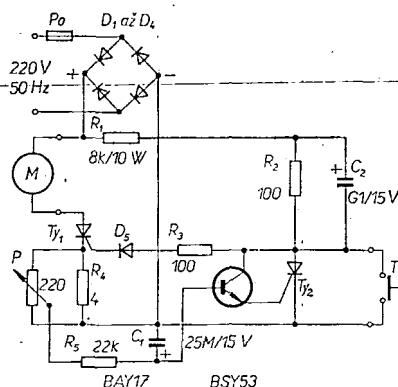 Po
D1 až D4
220 V
50 Hz
+
−
R1
8k/10 W
M
R2
100
+
C2
G1/15 V
Ty1
D5
R3
100
P
220
R4
4
Ty2
T
R5
22k
C1
+
25M/15 V
BAY17
BSY53